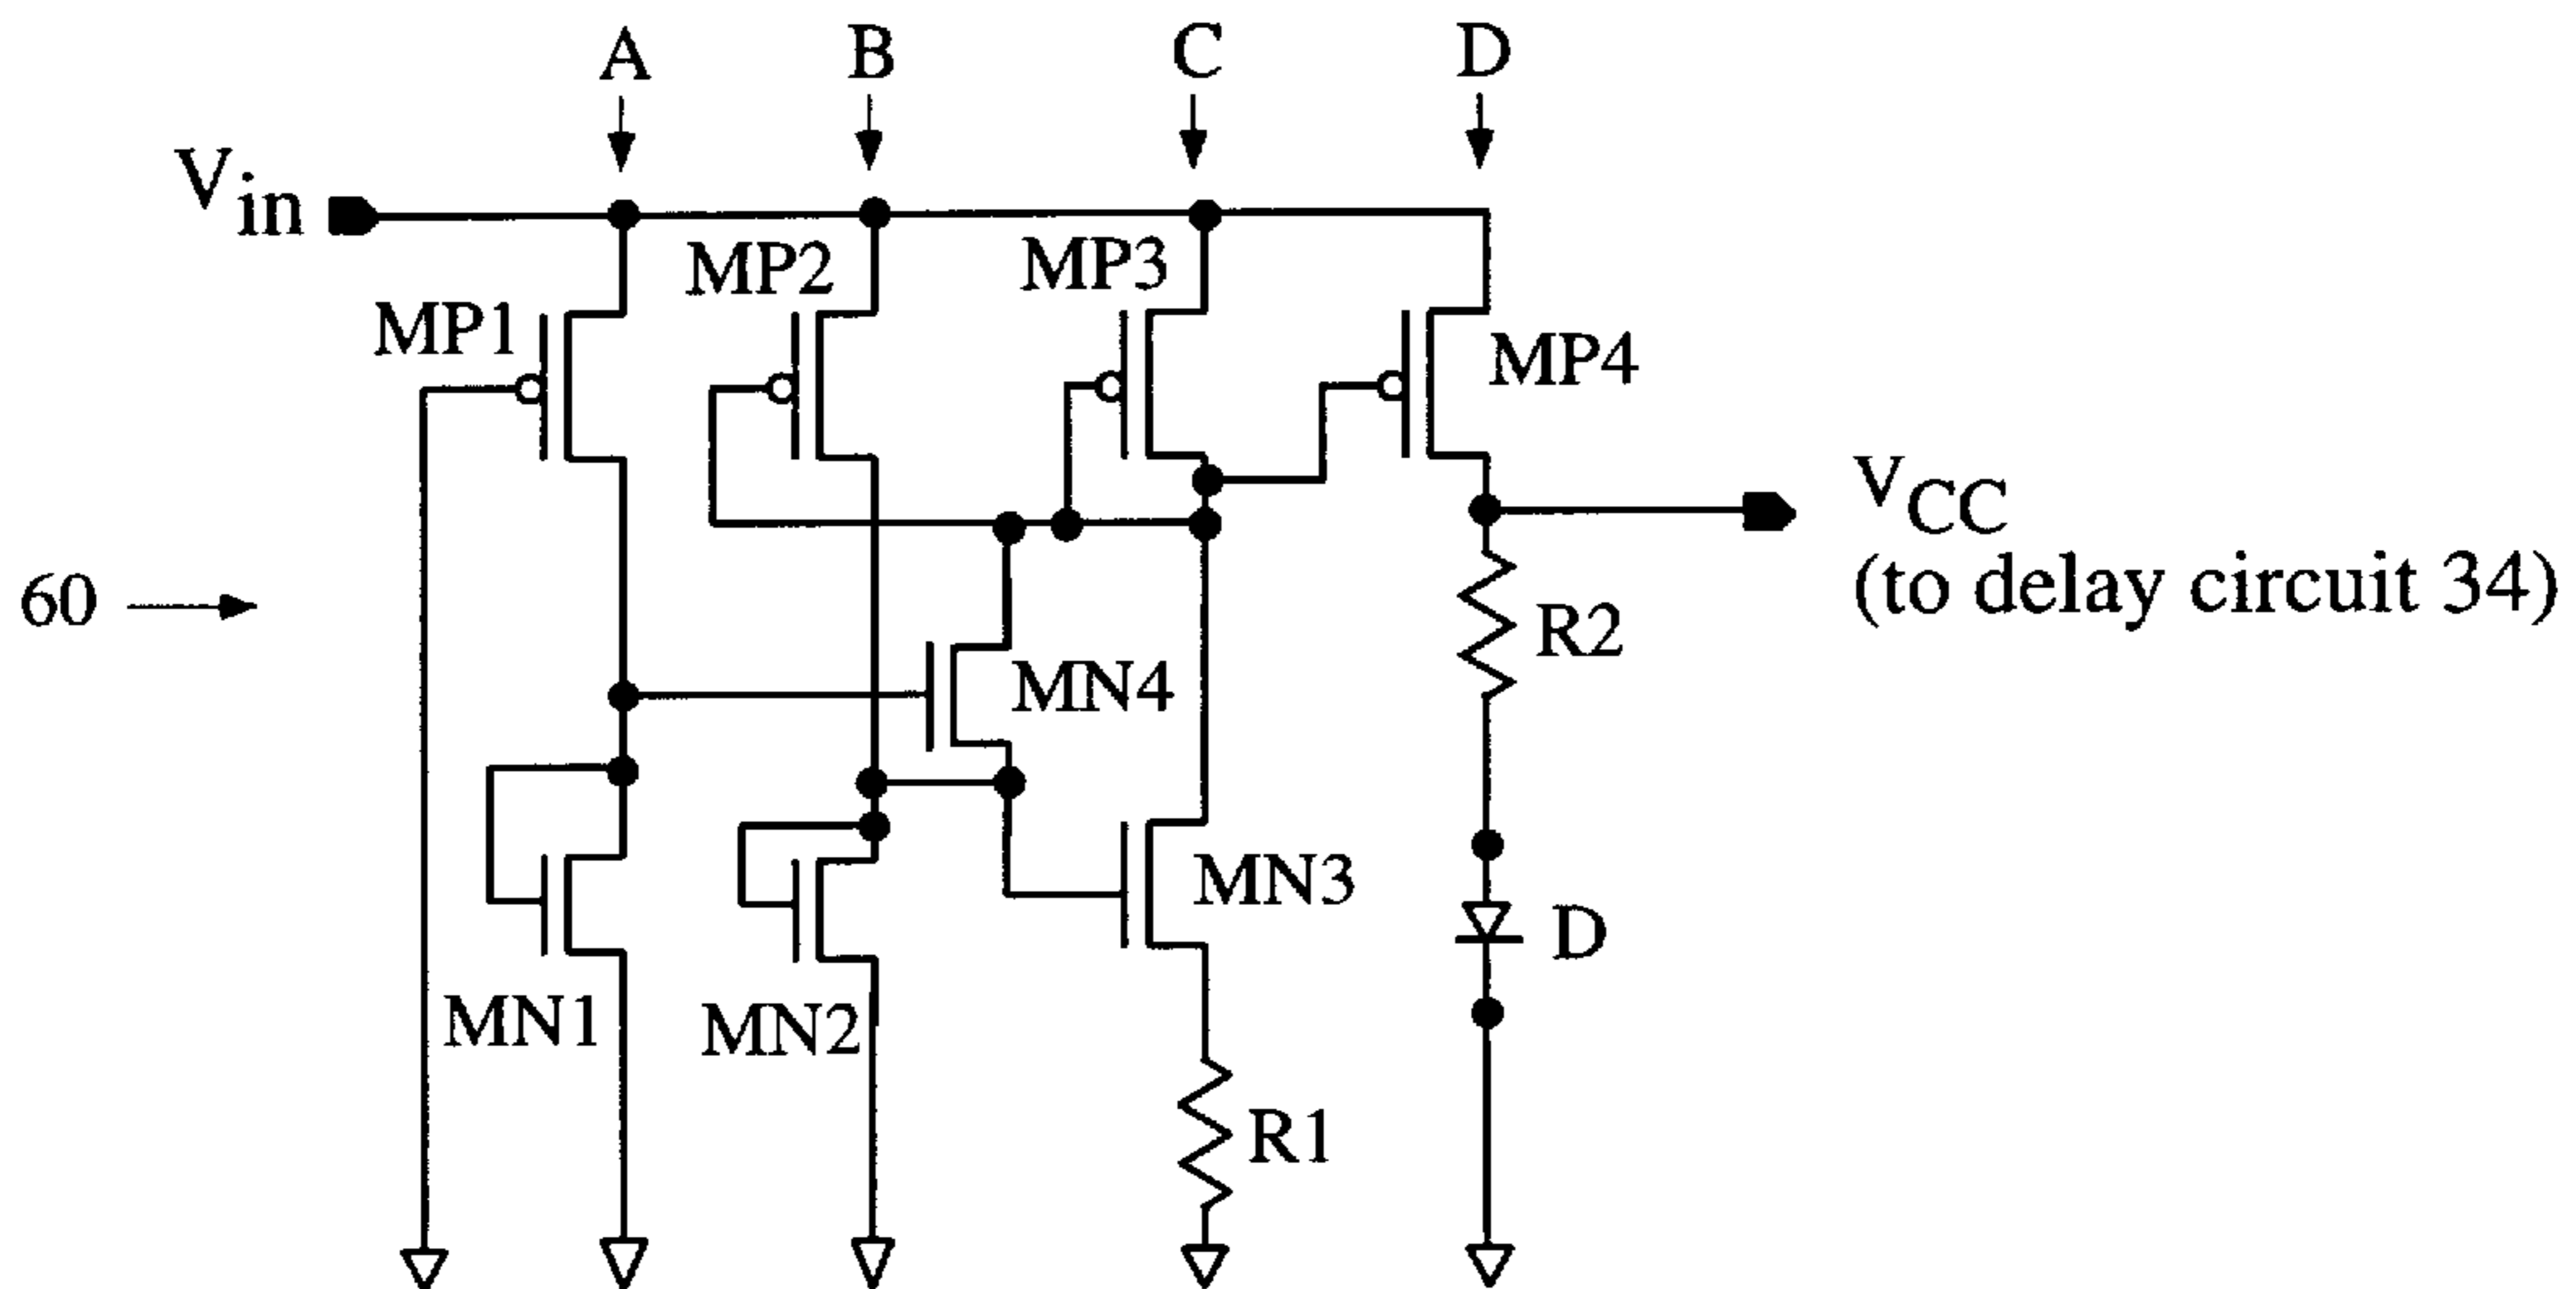 A B C D
Vin
MP1 MP2 MP3 MP4
VCC
(to delay circuit 34)
60
MN4
R2
MN3
D
MN1 MN2
R1